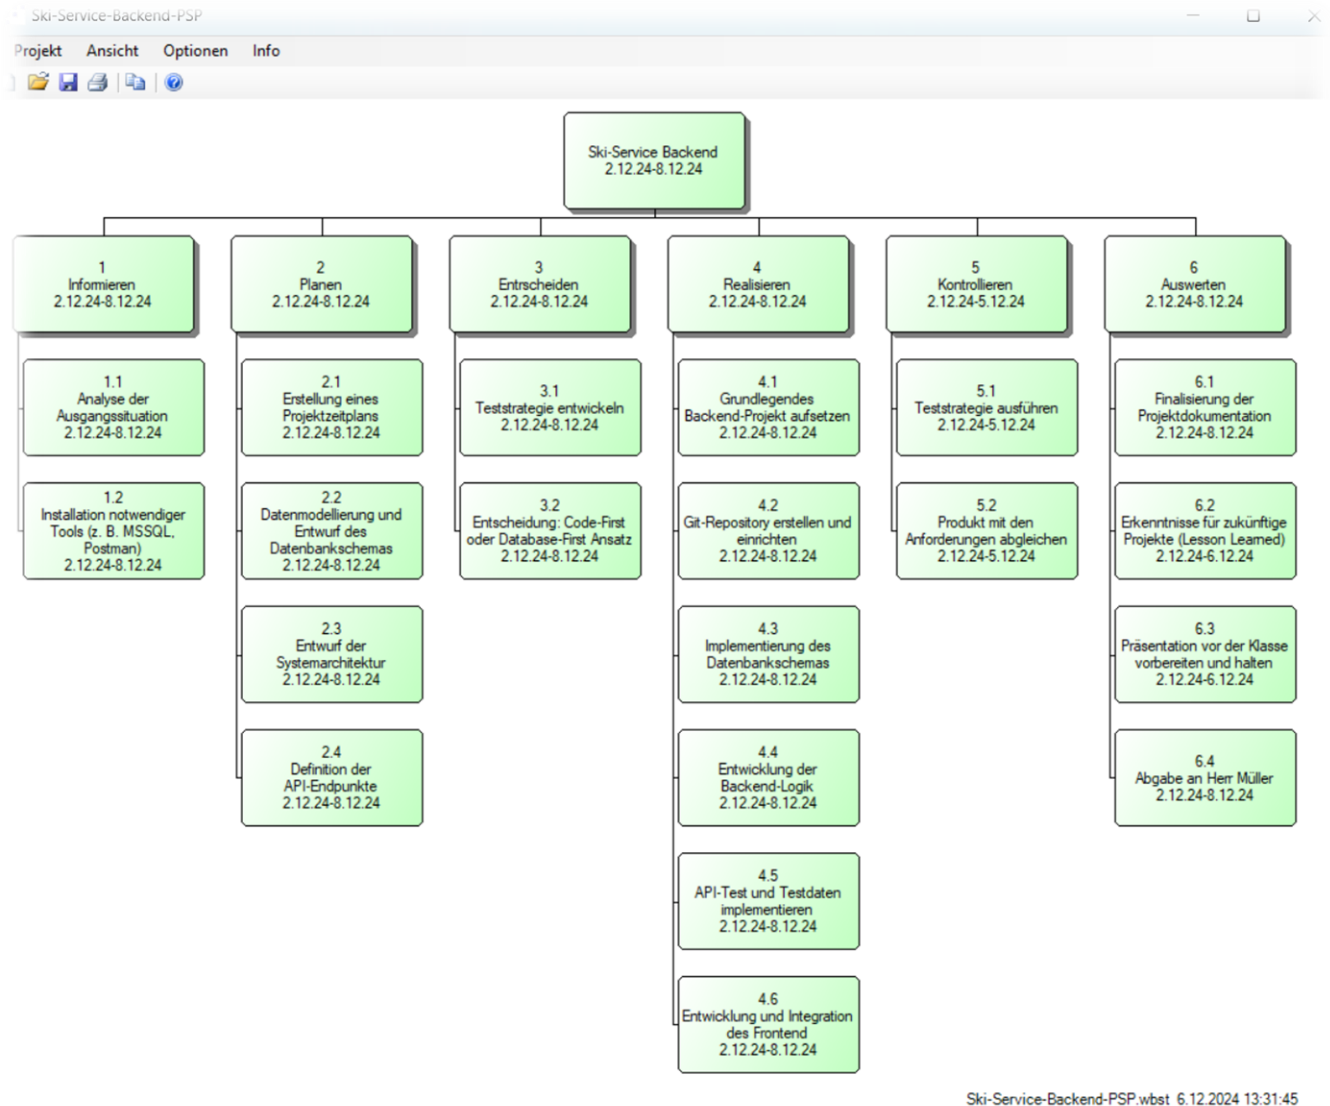 Ski-Service-Backend-PSP
Projekt Ansicht Optionen Info
Ski-Service Backend
2.12.24-8.12.24
1
Infomieren
2.12.24-8.12.24
2
Planen
2.12.24-8.12.24
3
Entrscheiden
2.12.24-8.12.24
4
Realisieren
2.12.24-8.12.24
5
Kontrollieren
2.12.24-5.12.24
6
Auswerten
2.12.24-8.12.24
1.1
Analyse der
Ausgangssituation
2.12.24-8.12.24
1.2
Installation notwendiger
Tools (z. B. MSSQL,
Postman)
2.12.24-8.12.24
2.1
Erstellung eines
Projektzeitplans
2.12.24-8.12.24
2.2
Datenmodellierung und
Entwurf des
Datenbankschemas
2.12.24-8.12.24
2.3
Entwurf der
Systemarchitektur
2.12.24-8.12.24
2.4
Definition der
API-Endpunkte
2.12.24-8.12.24
3.1
Teststrategie entwickeln
2.12.24-8.12.24
3.2
Entscheidung: Code-First
oder Database-First Ansatz
2.12.24-8.12.24
4.1
Grundlegendes
Backend-Projekt aufsetzen
2.12.24-8.12.24
4.2
Git-Repository erstellen und
einrichten
2.12.24-8.12.24
4.3
Implementierung des
Datenbankschemas
2.12.24-8.12.24
4.4
Entwicklung der
Backend-Logik
2.12.24-8.12.24
4.5
API-Test und Testdaten
implementieren
2.12.24-8.12.24
4.6
Entwicklung und Integration
des Frontend
2.12.24-8.12.24
5.1
Teststrategie ausführen
2.12.24-5.12.24
5.2
Produkt mit den
Anforderungen abgleichen
2.12.24-5.12.24
6.1
Finalisierung der
Projektdokumentation
2.12.24-8.12.24
6.2
Erkenntnisse für zukünftige
Projekte (Lesson Learned)
2.12.24-6.12.24
6.3
Präsentation vor der Klasse
vorbereiten und halten
2.12.24-6.12.24
6.4
Abgabe an Herr Müller
2.12.24-8.12.24
Ski-Service-Backend-PSP.wbst 6.12.2024 13:31:45